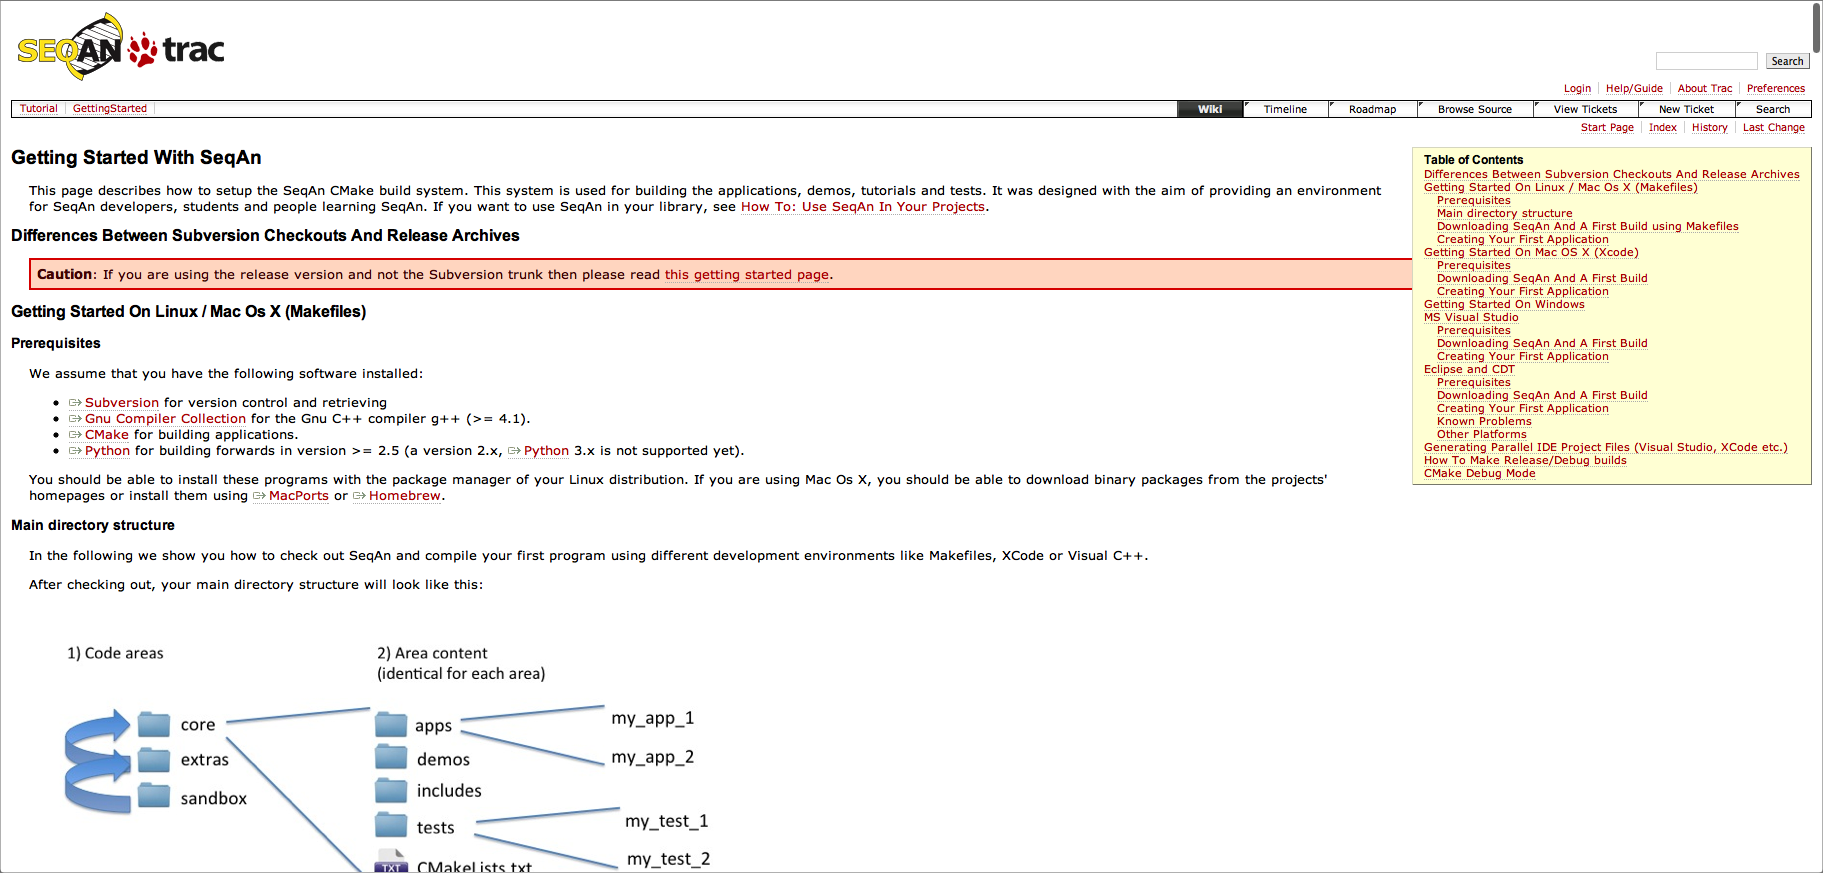 SEQAN trac
Search
Login Help/Guide About Trac Preferences
Tutorial GettingStarted Wiki Timeline Roadmap Browse Source View Tickets New Ticket Search
Start Page Index History Last Change
Getting Started With SeqAn
This page describes how to setup the SeqAn CMake build system. This system is used for building the applications, demos, tutorials and tests. It was designed with the aim of providing an environment
for SeqAn developers, students and people learning SeqAn. If you want to use SeqAn in your library, see How To: Use SeqAn In Your Projects.
Differences Between Subversion Checkouts And Release Archives
Caution: If you are using the release version and not the Subversion trunk then please read this getting started page.
Getting Started On Linux / Mac Os X (Makefiles)
Prerequisites
We assume that you have the following software installed:
• Subversion for version control and retrieving
• Gnu Compiler Collection for the Gnu C++ compiler g++ (>= 4.1).
• CMake for building applications.
• Python for building forwards in version >= 2.5 (a version 2.x, Python 3.x is not supported yet).
You should be able to install these programs with the package manager of your Linux distribution. If you are using Mac Os X, you should be able to download binary packages from the projects'
homepages or install them using MacPorts or Homebrew.
Main directory structure
In the following we show you how to check out SeqAn and compile your first program using different development environments like Makefiles, XCode or Visual C++.
After checking out, your main directory structure will look like this:
Table of Contents
Differences Between Subversion Checkouts And Release Archives
Getting Started On Linux / Mac Os X (Makefiles)
Prerequisites
Main directory structure
Downloading SeqAn And A First Build using Makefiles
Creating Your First Application
Getting Started On Mac OS X (Xcode)
Prerequisites
Downloading SeqAn And A First Build
Creating Your First Application
Getting Started On Windows
MS Visual Studio
Prerequisites
Downloading SeqAn And A First Build
Creating Your First Application
Eclipse and CDT
Prerequisites
Downloading SeqAn And A First Build
Creating Your First Application
Known Problems
Other Platforms
Generating Parallel IDE Project Files (Visual Studio, XCode etc.)
How To Make Release/Debug builds
CMake Debug Mode
1) Code areas
core
extras
sandbox
2) Area content
(identical for each area)
apps
demos
includes
tests
TXT CMakeLists.txt
my_app_1
my_app_2
my_test_1
my_test_2